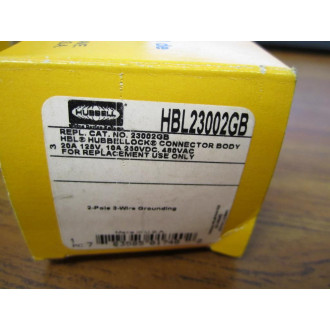 HUBBELL
HBL23002GB
REPL. CAT. NO. 23002GB
HBL® HUBBELLOCK® CONNECTOR BODY
20A 125V, 10A 250VDC, 480VAC
FOR REPLACEMENT USE ONLY
3
2-Pole 3-Wire Grounding